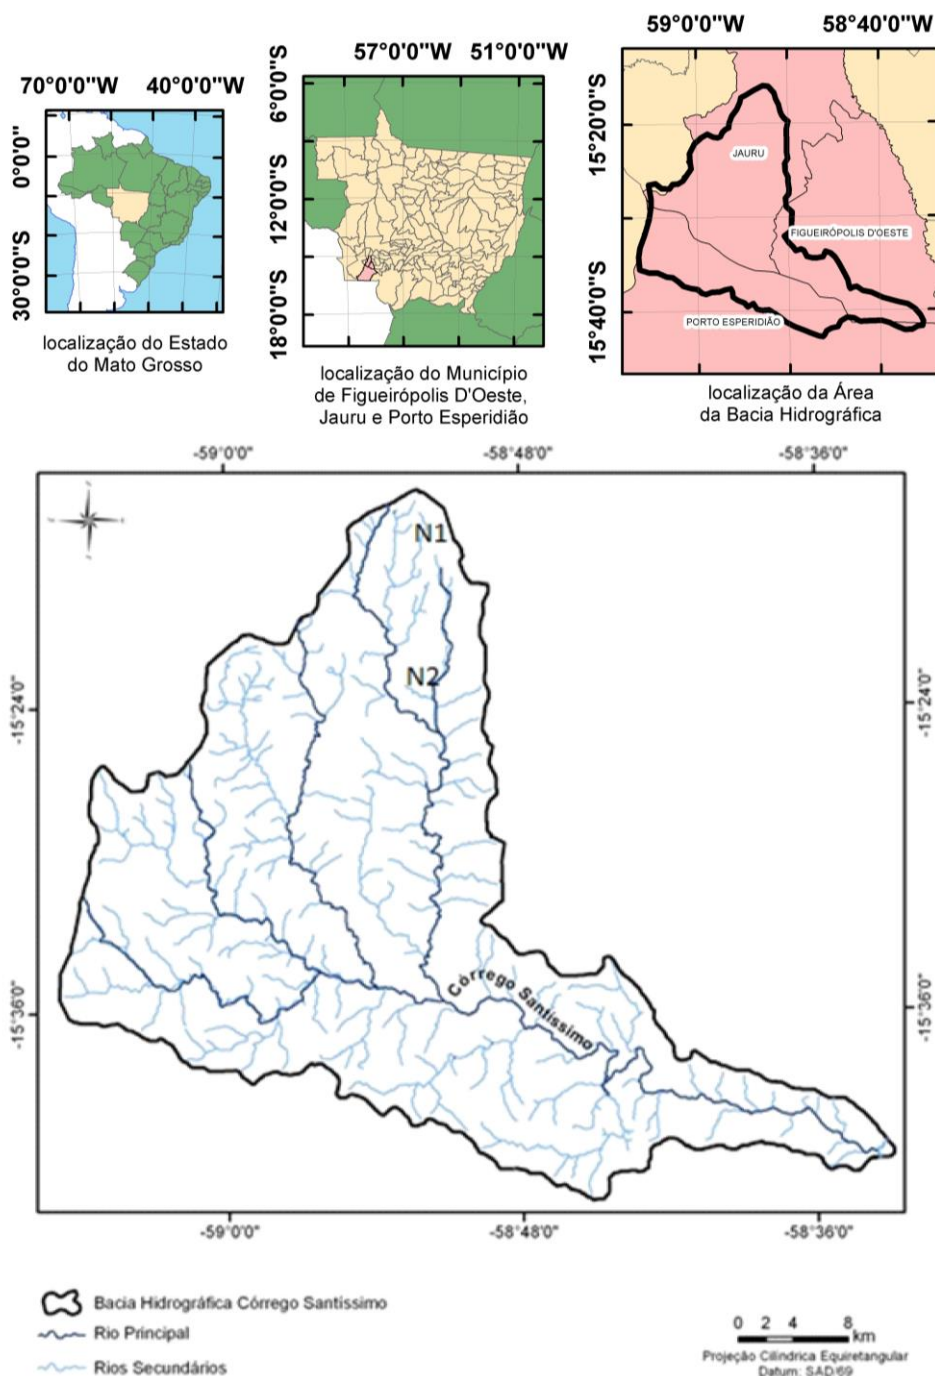 70°0'0"W 40°0'0"W
0°0'0"
30°0'0"S
localização do Estado
do Mato Grosso
57°0'0"W 51°0'0"W
6°0'0"S
12°0'0"S
18°0'0"S
localização do Município
de Figueirópolis D'Oeste,
Jauru e Porto Esperidião
59°0'0"W 58°40'0"W
15°20'0"S
15°40'0"S
JAURU
FIGUEIRÓPOLIS D'OESTE
PORTO ESPERIDIÃO
localização da Área
da Bacia Hidrográfica
-59°0'0" -58°48'0" -58°36'0"
N1
N2
-15°24'0" -15°24'0"
Córrego Santíssimo
-15°36'0" -15°36'0"
-59°0'0" -58°48'0" -58°36'0"
Bacia Hidrográfica Córrego Santíssimo
Rio Principal
Rios Secundários
0 2 4 8
km
Projeção Cilíndrica Equiretangular
Datum: SAD/69